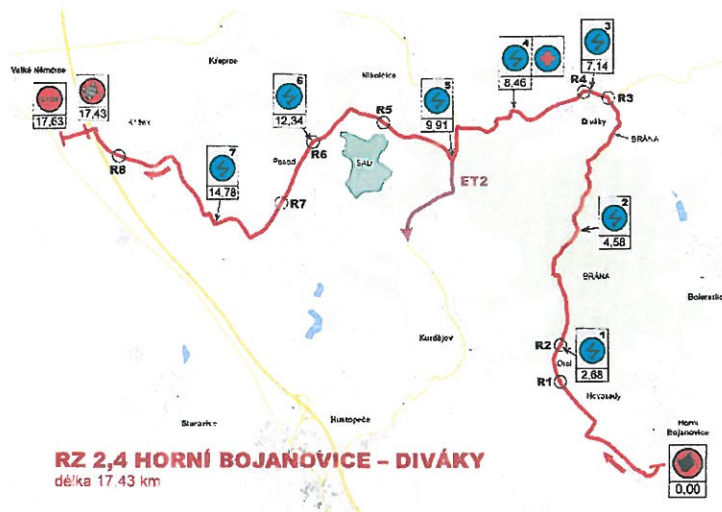 3
7,14
4
8,46
R4
R3
Velké Němčice
Křepice
6
12,34
Nikolčice
5
9,91
17,63
17,43
Křížek
R8
R5
R6
Diváky
BRÁNA
7
14,78
SAD
R7
ET2
2
4,58
BRÁNA
Boleradice
Kurdějov
R2
1
2,68
R1
Novosady
Starovice
Hustopeče
Horní
Bojanovice
0,00
RZ 2,4 HORNÍ BOJANOVICE – DIVÁKY
délka 17,43 km